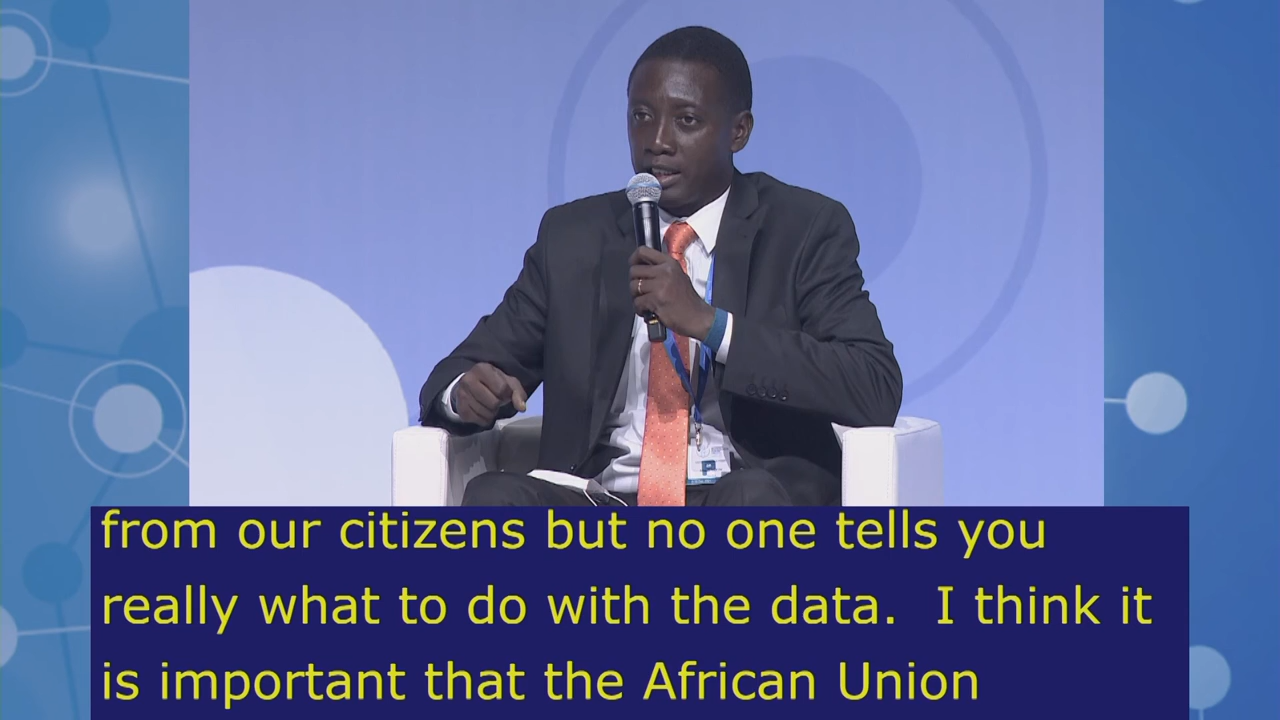 from our citizens but no one tells you
really what to do with the data.  I think it
is important that the African Union